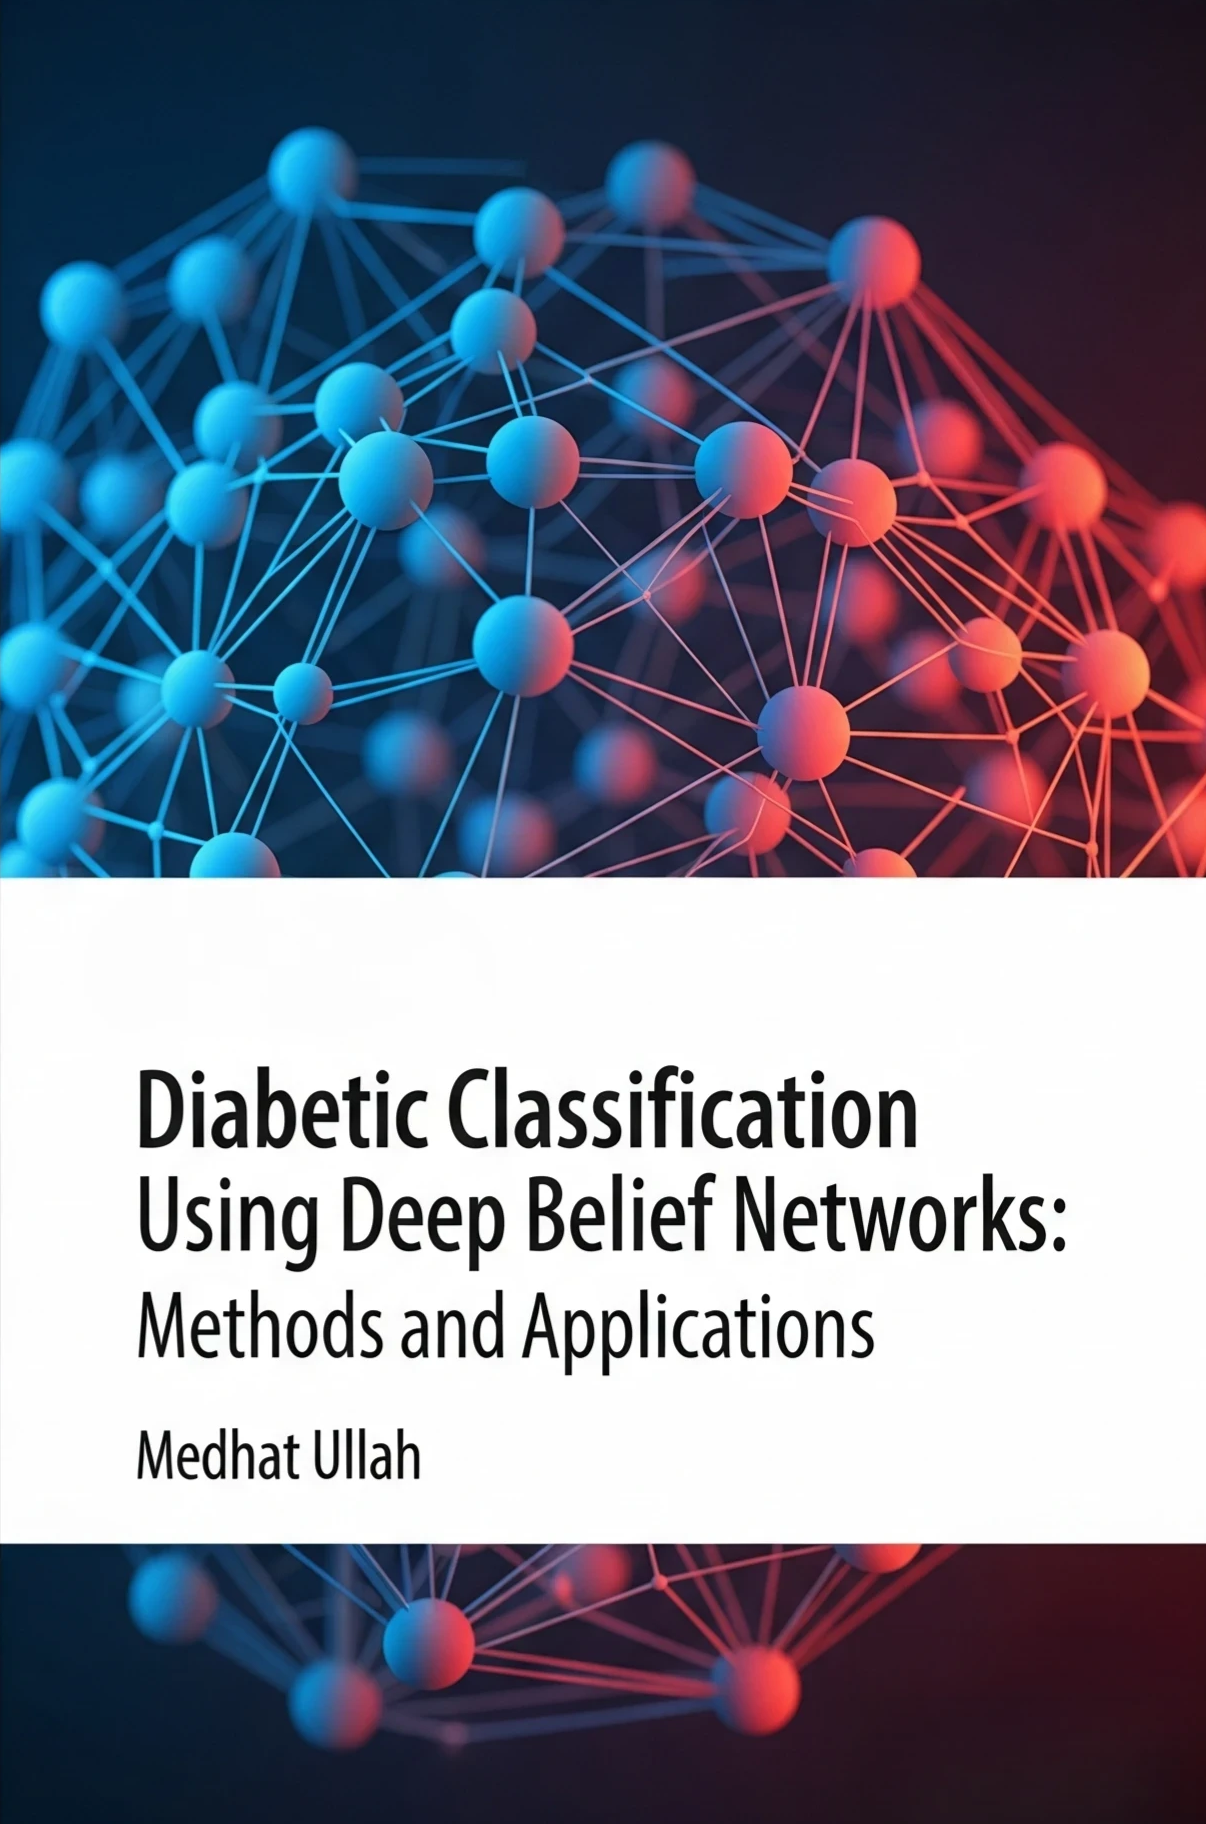 Diabetic Classification
Using Deep Belief Networks:
Methods and Applications
Medhat Ullah